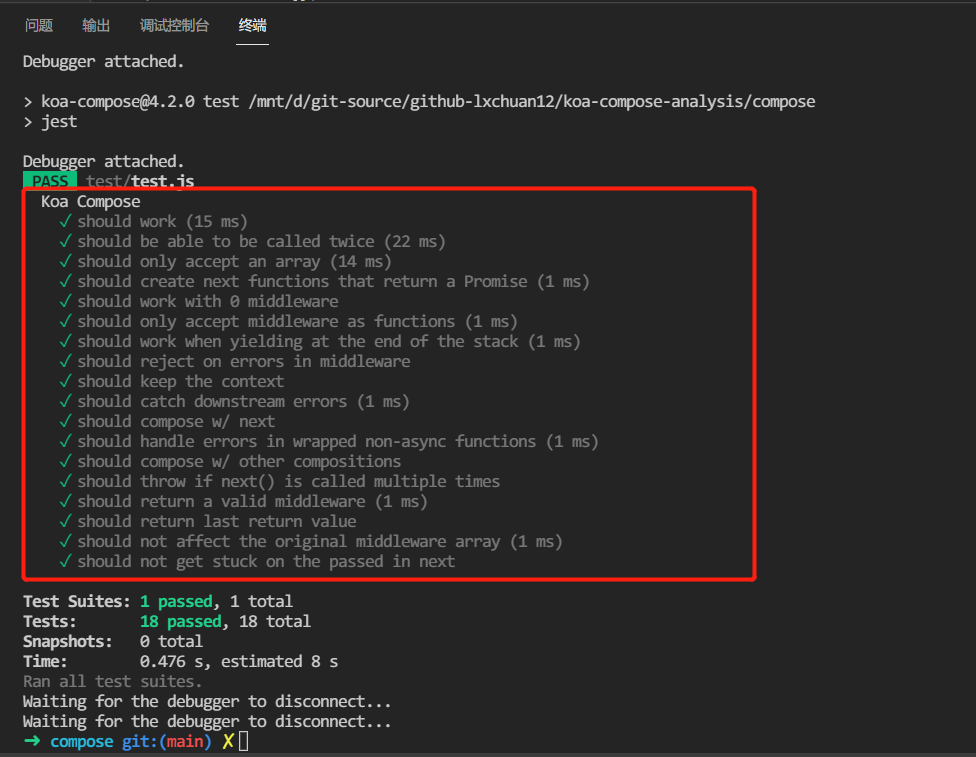 问题 输出 调试控制台 终端
Debugger attached.
> koa-compose@4.2.0 test /mnt/d/git-source/github-lxchuan12/koa-compose-analysis/compose
> jest
Debugger attached.
PASS test/test.js
Koa Compose
✓ should work (15 ms)
✓ should be able to be called twice (22 ms)
✓ should only accept an array (14 ms)
✓ should create next functions that return a Promise (1 ms)
✓ should work with 0 middleware
✓ should only accept middleware as functions (1 ms)
✓ should work when yielding at the end of the stack (1 ms)
✓ should reject on errors in middleware
✓ should keep the context
✓ should catch downstream errors (1 ms)
✓ should compose w/ next
✓ should handle errors in wrapped non-async functions (1 ms)
✓ should compose w/ other compositions
✓ should throw if next() is called multiple times
✓ should return a valid middleware (1 ms)
✓ should return last return value
✓ should not affect the original middleware array (1 ms)
✓ should not get stuck on the passed in next
Test Suites: 1 passed, 1 total
Tests: 18 passed, 18 total
Snapshots: 0 total
Time: 0.476 s, estimated 8 s
Ran all test suites.
Waiting for the debugger to disconnect...
Waiting for the debugger to disconnect...
→ compose git:(main) ✗